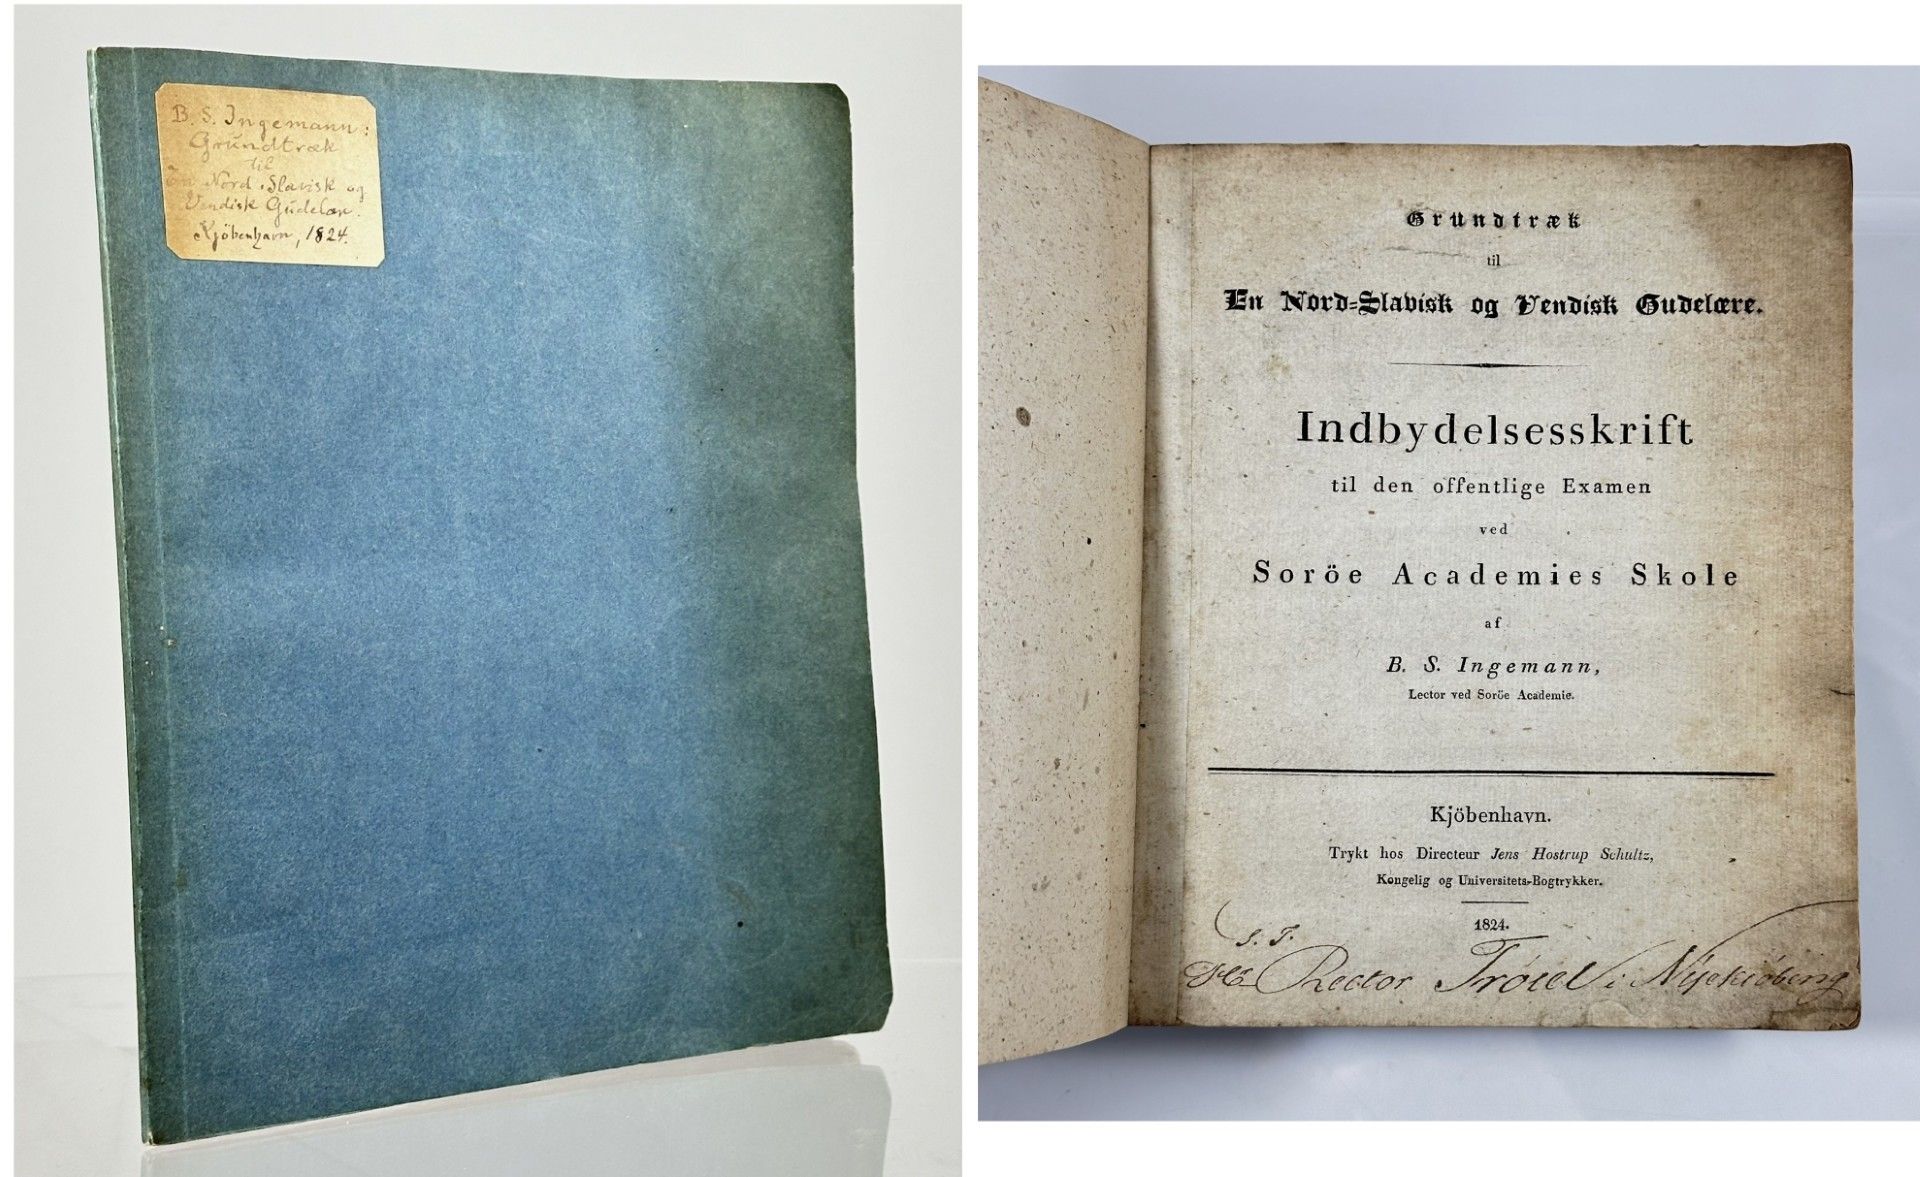 B. S. Ingemann:
Grundtræk
til
En Nord-Slavisk og
Vendisk Gudelære.
Kjöbenhavn, 1824.
Grundtræk
til
En Nord-Slavisk og Vendisk Gudelære.
Indbydelsesskrift
til den offentlige Examen
ved
Soröe Academies Skole
af
B. S. Ingemann,
Lector ved Soröe Academie.
Kjöbenhavn.
Trykt hos Directeur Jens Hostrup Schultz,
Kongelig og Universitets-Bogtrykker.
1824.
S. T.
Rector Tröiel i Nyekiöbing